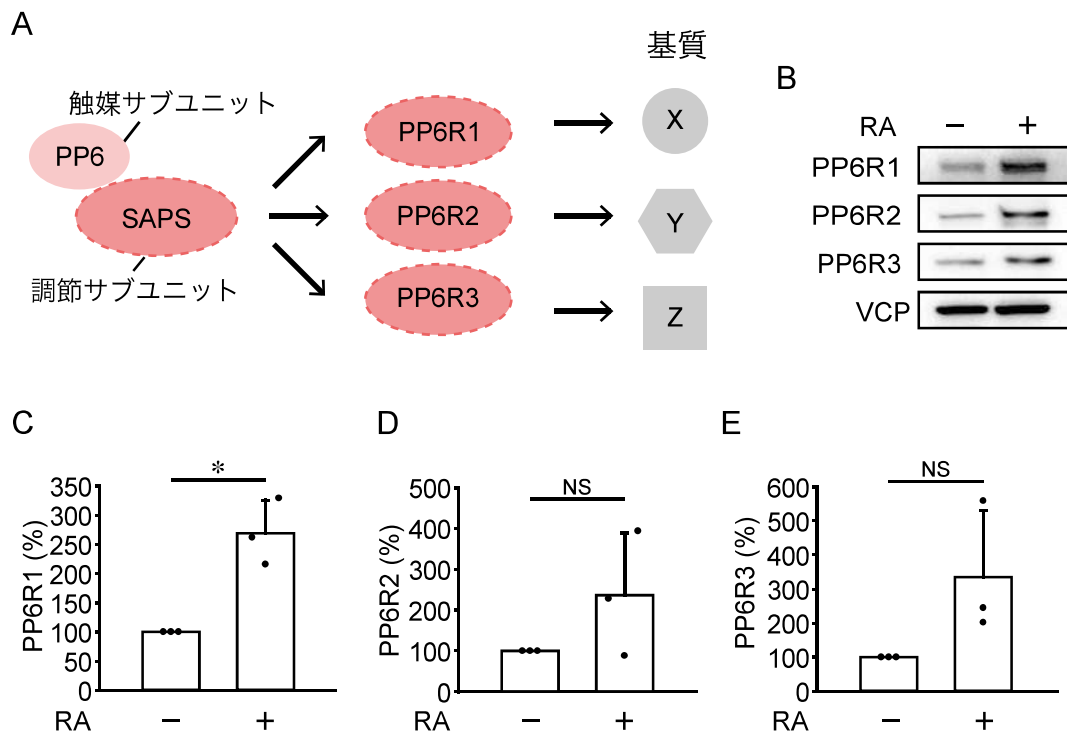 A
基質
触媒サブユニット
PP6
SAPS
調節サブユニット
PP6R1
X
PP6R2
Y
PP6R3
Z
B
RA − +
PP6R1
PP6R2
PP6R3
VCP
C
*
PP6R1 (%)
350
300
250
200
150
100
50
0
RA − +
D
NS
PP6R2 (%)
500
400
300
200
100
0
RA − +
E
NS
PP6R3 (%)
600
500
400
300
200
100
0
RA − +